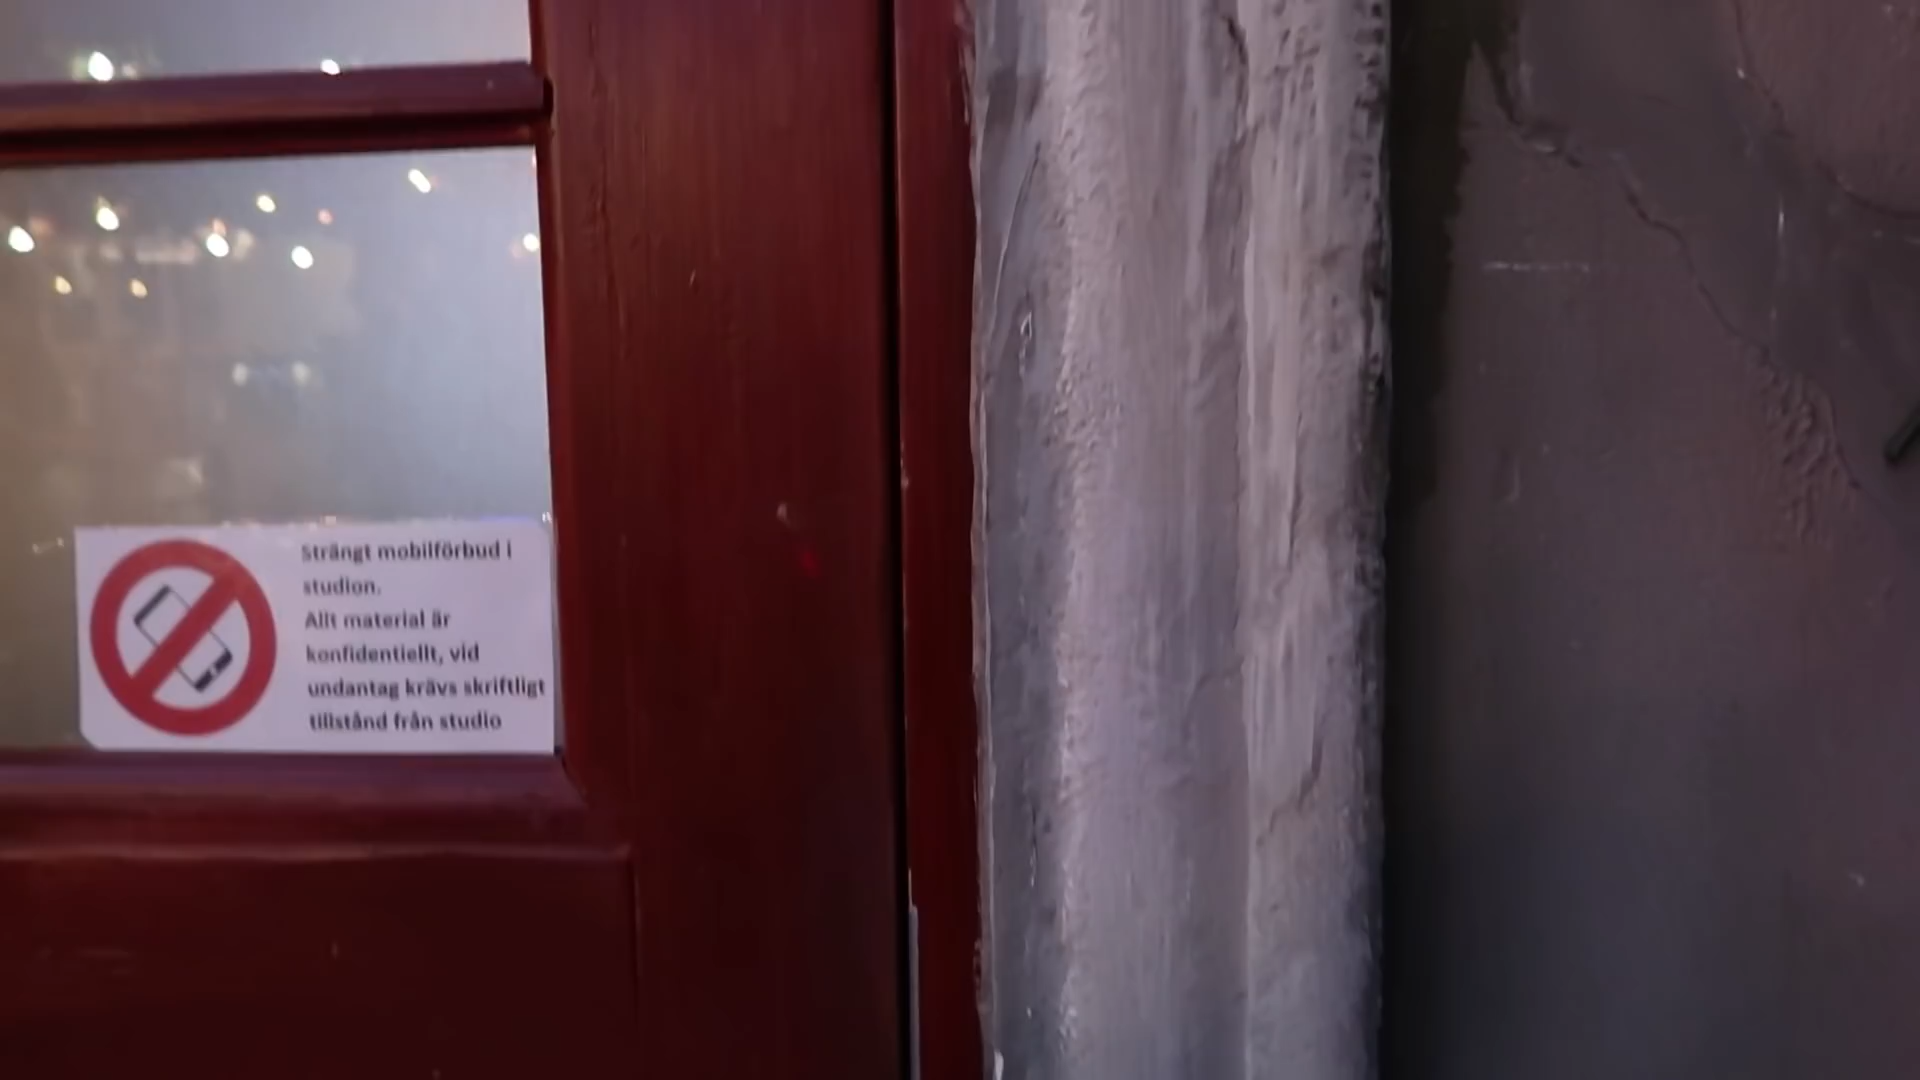 Strängt mobilförbud i
studion.
Allt material är
konfidentiellt, vid
undantag krävs skriftligt
tillstånd från studio